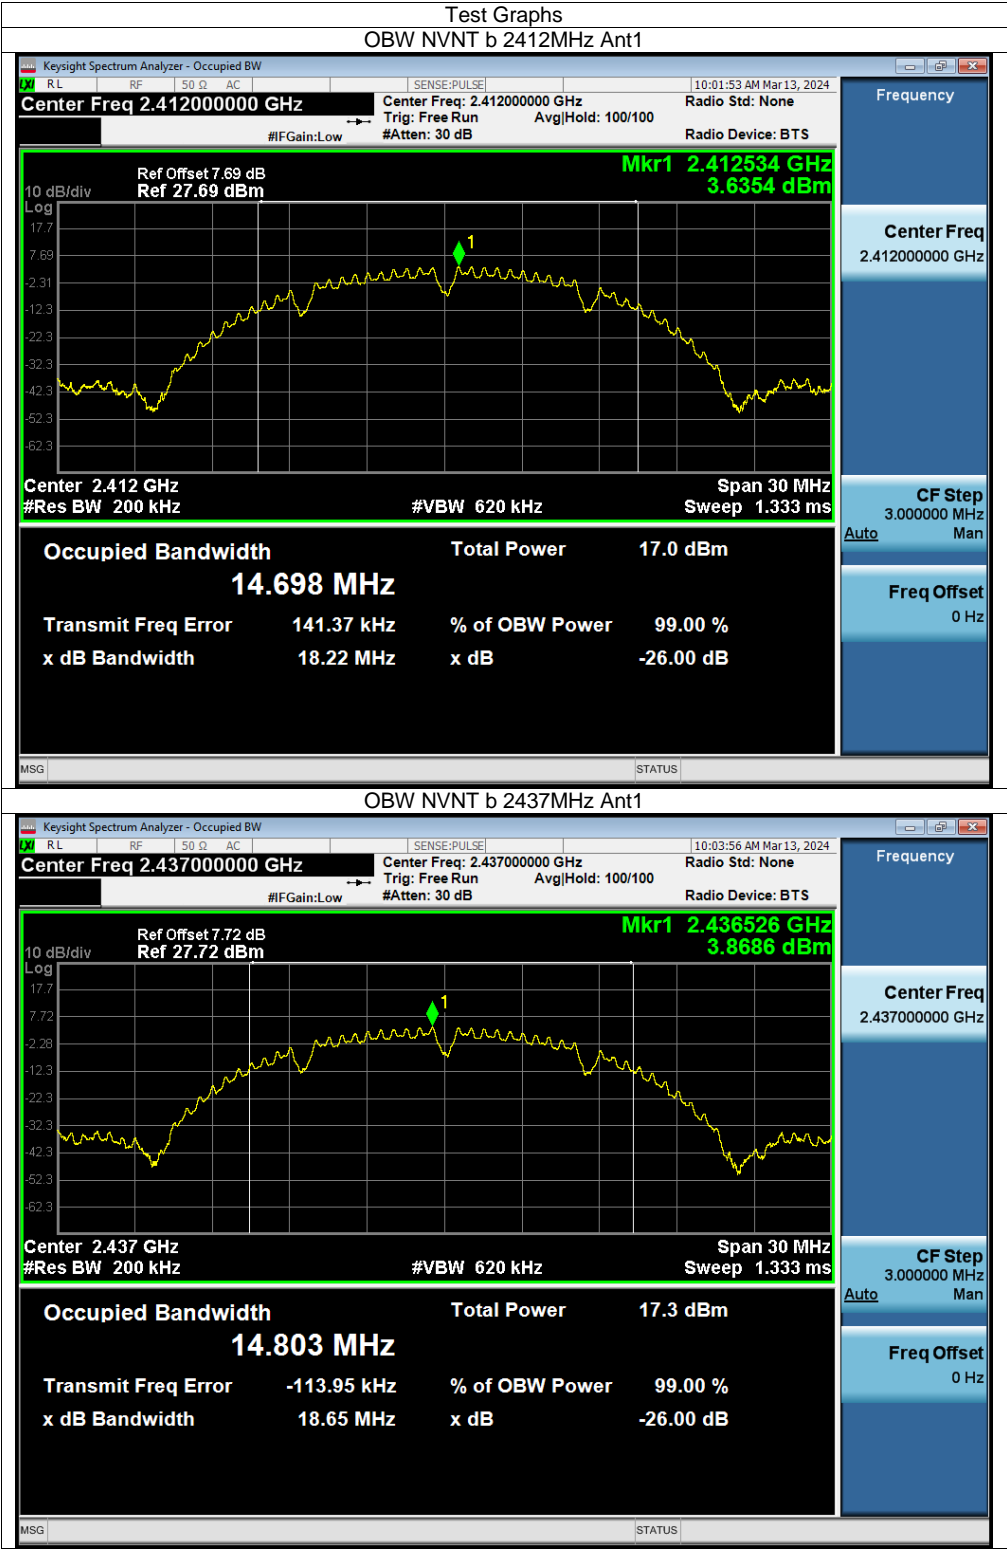 Test Graphs
OBW NVNT b 2412MHz Ant1
Keysight Spectrum Analyzer - Occupied BW
LXI RL RF 50 Ω AC SENSE:PULSE 10:01:53 AM Mar 13, 2024
Center Freq 2.412000000 GHz
Center Freq: 2.412000000 GHz Radio Std: None
Trig: Free Run Avg|Hold: 100/100
#IFGain:Low #Atten: 30 dB Radio Device: BTS
Frequency
Mkr1 2.412534 GHz
3.6354 dBm
Ref Offset 7.69 dB
10 dB/div Ref 27.69 dBm
Log
17.7
7.69
-2.31
-12.3
-22.3
-32.3
-42.3
-52.3
-62.3
1
Center 2.412 GHz Span 30 MHz
#Res BW 200 kHz #VBW 620 kHz Sweep 1.333 ms
Center Freq
2.412000000 GHz
CF Step
3.000000 MHz
Auto Man
Freq Offset
0 Hz
Occupied Bandwidth Total Power 17.0 dBm
14.698 MHz
Transmit Freq Error 141.37 kHz % of OBW Power 99.00 %
x dB Bandwidth 18.22 MHz x dB -26.00 dB
MSG STATUS
OBW NVNT b 2437MHz Ant1
Keysight Spectrum Analyzer - Occupied BW
LXI RL RF 50 Ω AC SENSE:PULSE 10:03:56 AM Mar 13, 2024
Center Freq 2.437000000 GHz
Center Freq: 2.437000000 GHz Radio Std: None
Trig: Free Run Avg|Hold: 100/100
#IFGain:Low #Atten: 30 dB Radio Device: BTS
Frequency
Mkr1 2.436526 GHz
3.8686 dBm
Ref Offset 7.72 dB
10 dB/div Ref 27.72 dBm
Log
17.7
7.72
-2.28
-12.3
-22.3
-32.3
-42.3
-52.3
-62.3
1
Center 2.437 GHz Span 30 MHz
#Res BW 200 kHz #VBW 620 kHz Sweep 1.333 ms
Center Freq
2.437000000 GHz
CF Step
3.000000 MHz
Auto Man
Freq Offset
0 Hz
Occupied Bandwidth Total Power 17.3 dBm
14.803 MHz
Transmit Freq Error -113.95 kHz % of OBW Power 99.00 %
x dB Bandwidth 18.65 MHz x dB -26.00 dB
MSG STATUS